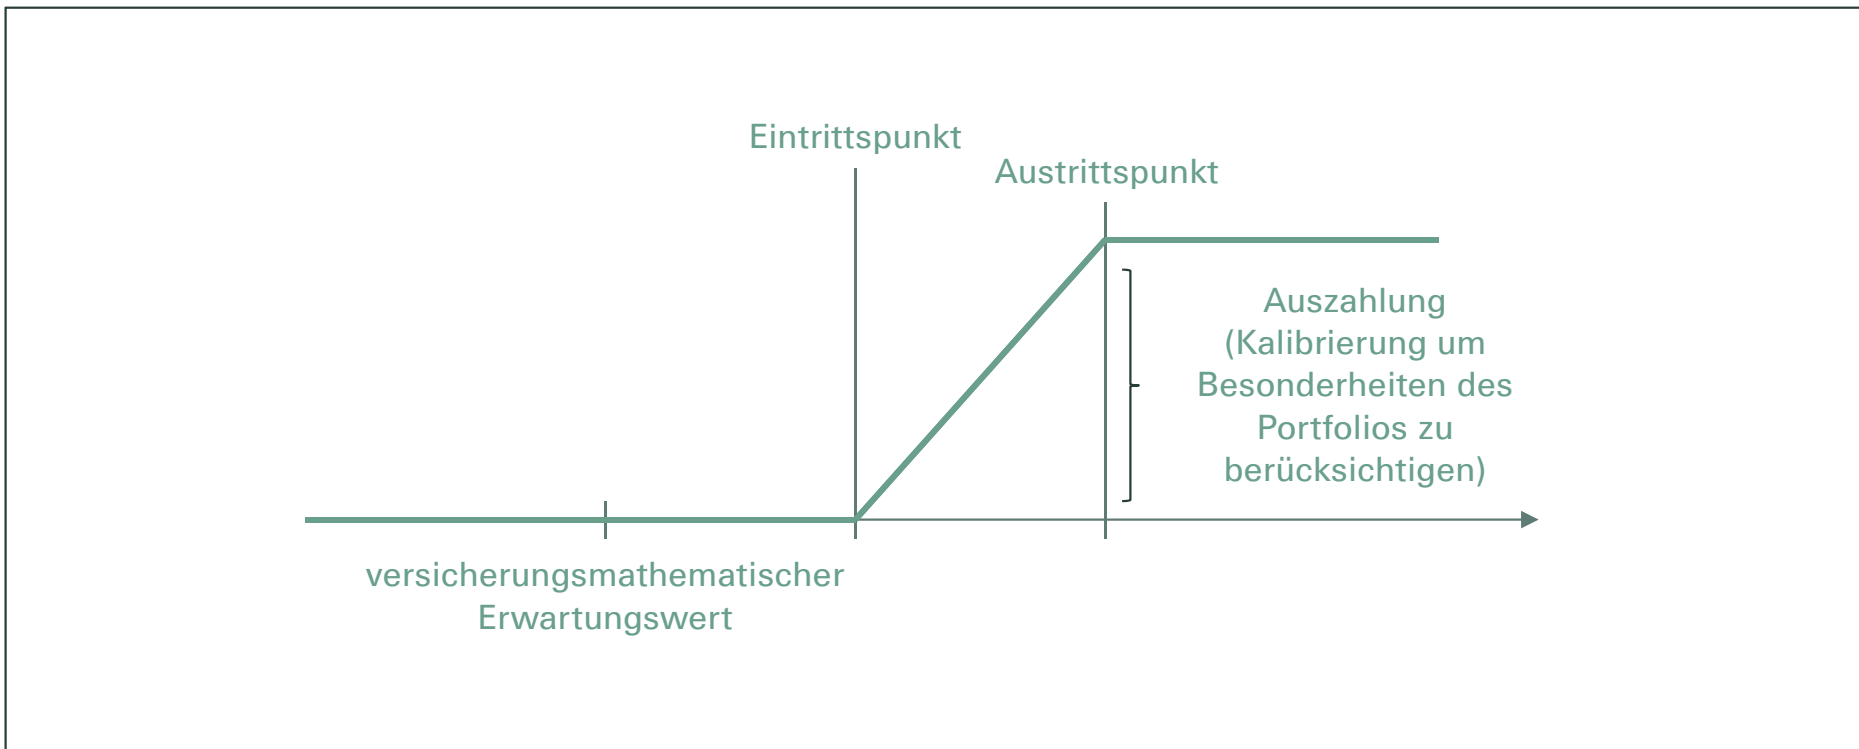 Eintrittspunkt
Austrittspunkt
Auszahlung
(Kalibrierung um
Besonderheiten des
Portfolios zu
berücksichtigen)
versicherungsmathematischer
Erwartungswert